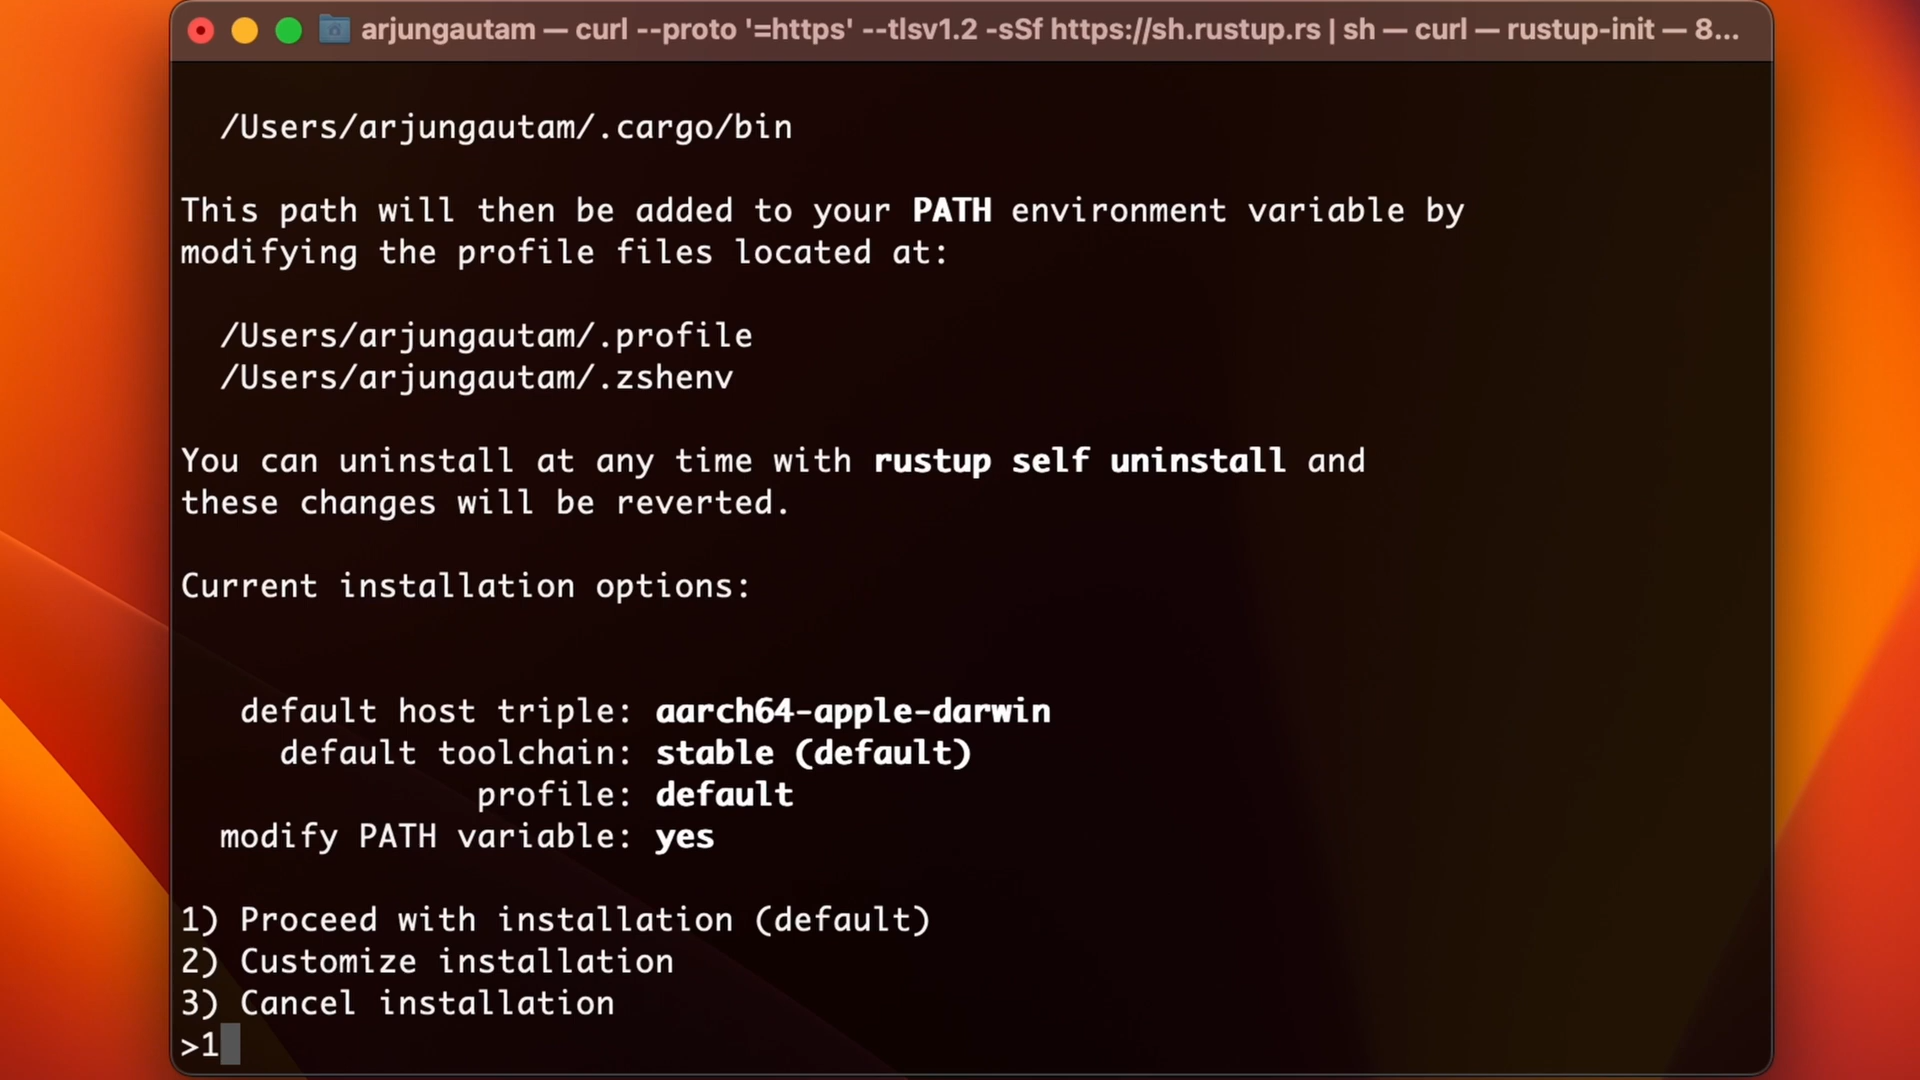 arjungautam — curl --proto '=https' --tlsv1.2 -sSf https://sh.rustup.rs | sh — curl — rustup-init — 8...
/Users/arjungautam/.cargo/bin
This path will then be added to your PATH environment variable by
modifying the profile files located at:
/Users/arjungautam/.profile
/Users/arjungautam/.zshenv
You can uninstall at any time with rustup self uninstall and
these changes will be reverted.
Current installation options:
default host triple: aarch64-apple-darwin
default toolchain: stable (default)
profile: default
modify PATH variable: yes
1) Proceed with installation (default)
2) Customize installation
3) Cancel installation
>1